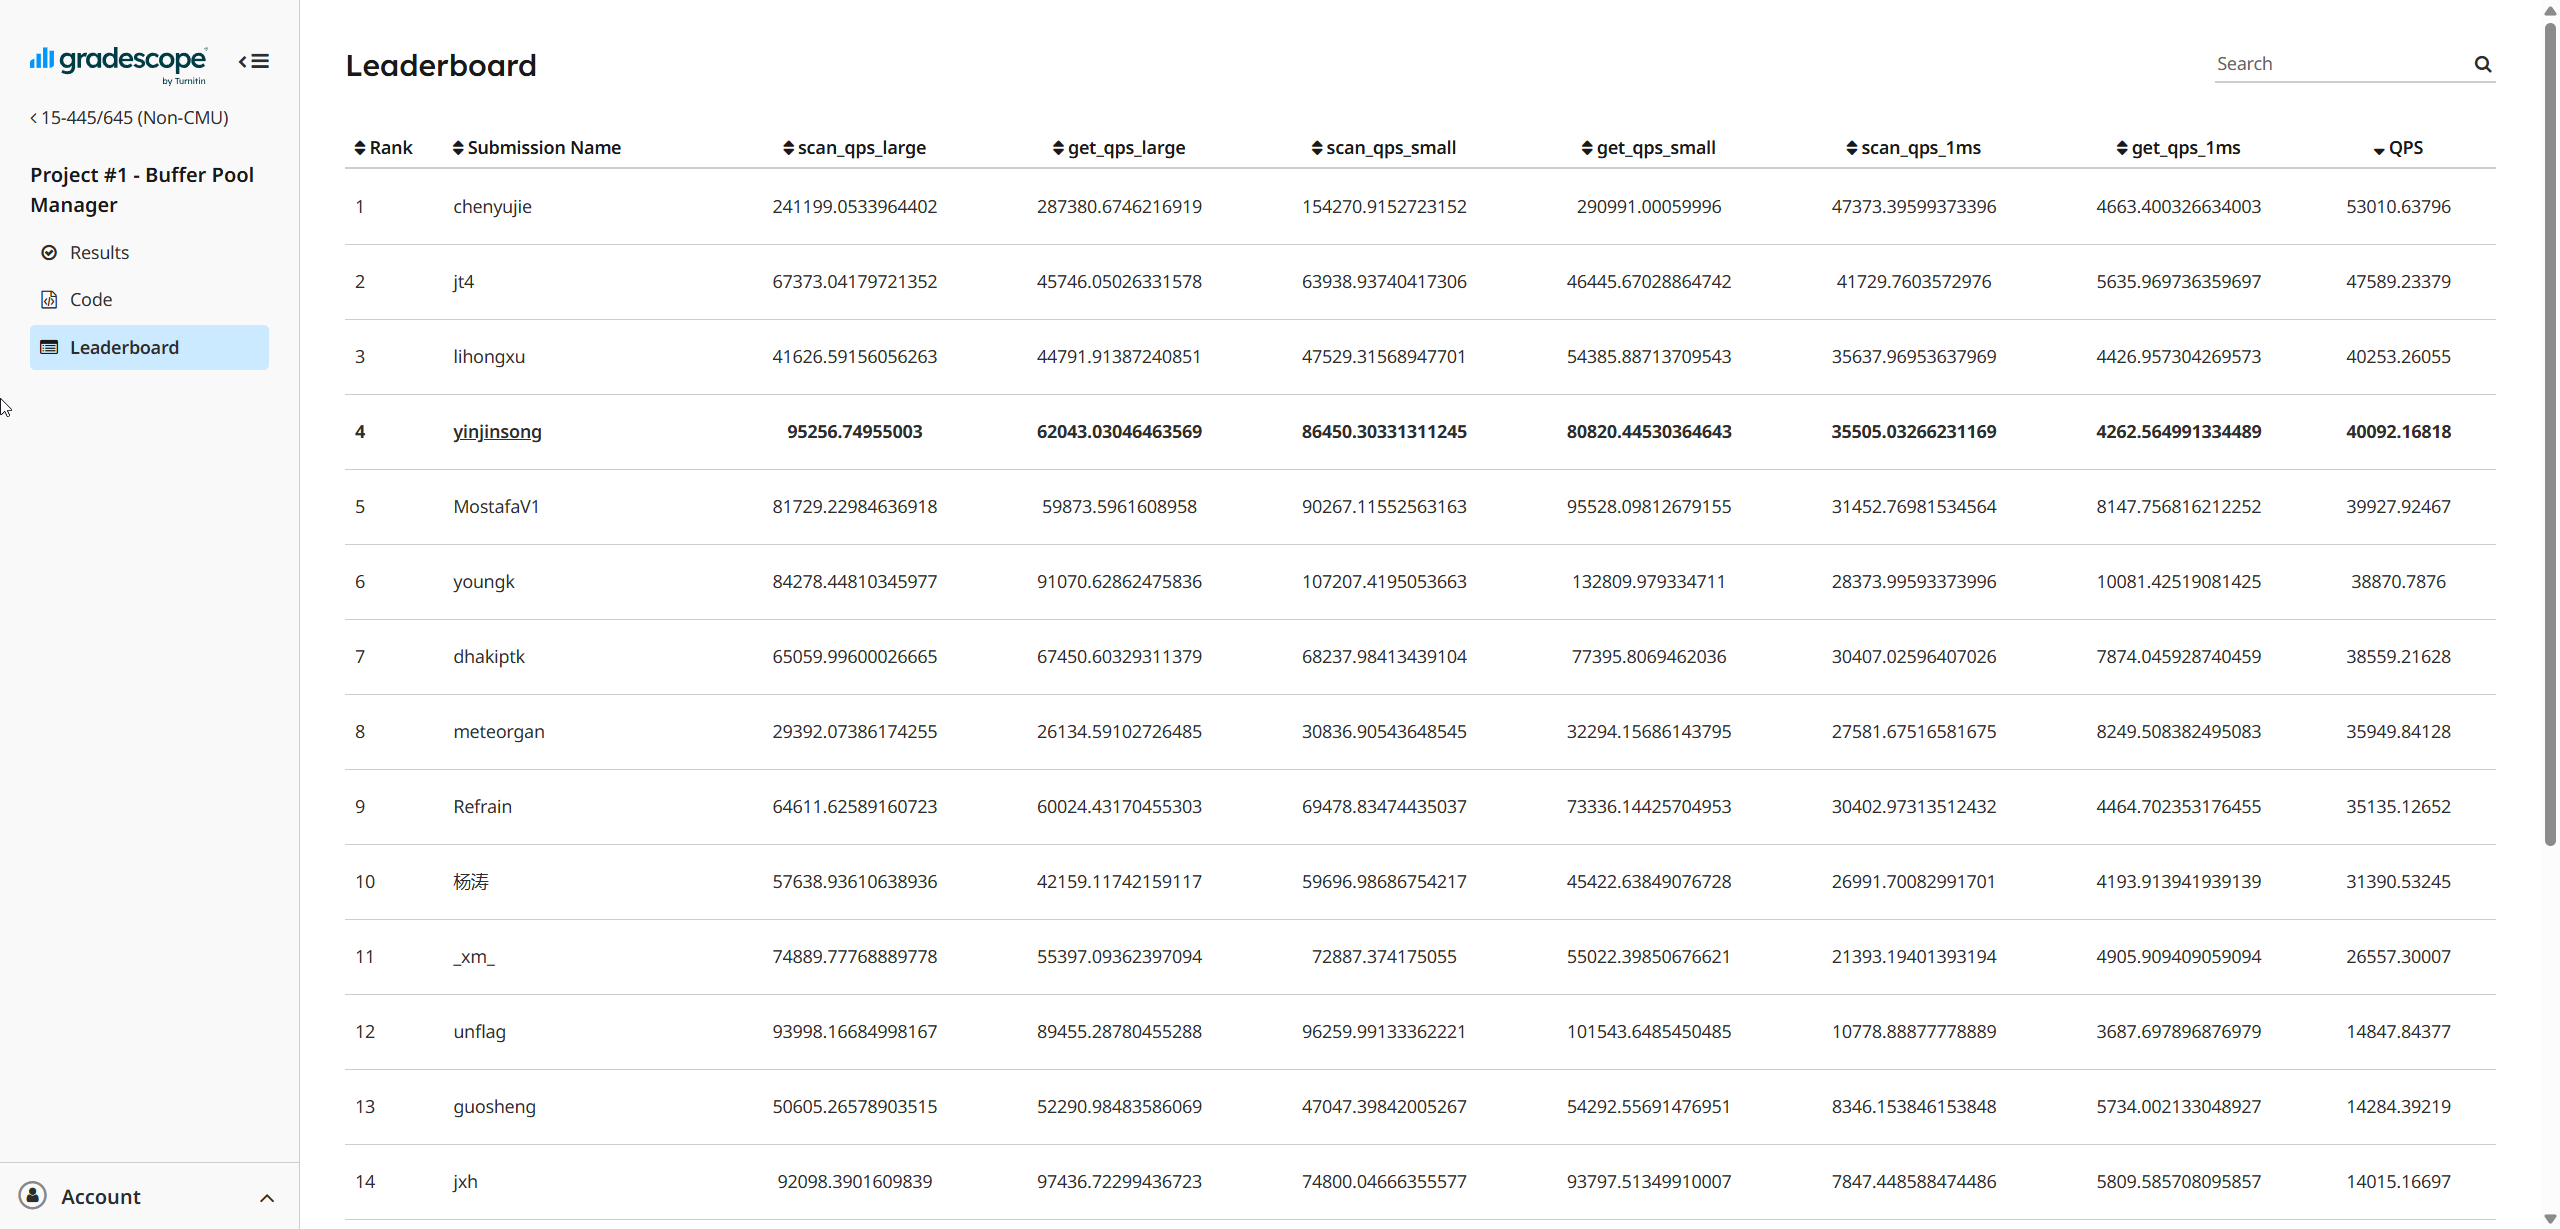 gradescope
by Turnitin
15-445/645 (Non-CMU)
Project #1 - Buffer Pool
Manager
Results
Code
Leaderboard
Account
Leaderboard
Search
Rank Submission Name scan_qps_large get_qps_large scan_qps_small get_qps_small scan_qps_1ms get_qps_1ms QPS
1 chenyujie 241199.0533964402 287380.6746216919 154270.9152723152 290991.00059996 47373.39599373396 4663.400326634003 53010.63796
2 jt4 67373.04179721352 45746.05026331578 63938.93740417306 46445.67028864742 41729.7603572976 5635.969736359697 47589.23379
3 lihongxu 41626.59156056263 44791.91387240851 47529.31568947701 54385.88713709543 35637.96953637969 4426.957304269573 40253.26055
4 yinjinsong 95256.74955003 62043.03046463569 86450.30331311245 80820.44530364643 35505.03266231169 4262.564991334489 40092.16818
5 MostafaV1 81729.22984636918 59873.5961608958 90267.11552563163 95528.09812679155 31452.76981534564 8147.756816212252 39927.92467
6 youngk 84278.44810345977 91070.62862475836 107207.4195053663 132809.979334711 28373.99593373996 10081.42519081425 38870.7876
7 dhakiptk 65059.99600026665 67450.60329311379 68237.98413439104 77395.8069462036 30407.02596407026 7874.045928740459 38559.21628
8 meteorgan 29392.07386174255 26134.59102726485 30836.90543648545 32294.15686143795 27581.67516581675 8249.508382495083 35949.84128
9 Refrain 64611.62589160723 60024.43170455303 69478.83474435037 73336.14425704953 30402.97313512432 4464.702353176455 35135.12652
10 杨涛 57638.93610638936 42159.11742159117 59696.98686754217 45422.63849076728 26991.70082991701 4193.913941939139 31390.53245
11 _xm_ 74889.77768889778 55397.09362397094 72887.374175055 55022.39850676621 21393.19401393194 4905.909409059094 26557.30007
12 unflag 93998.16684998167 89455.28780455288 96259.99133362221 101543.6485450485 10778.88877778889 3687.697896876979 14847.84377
13 guosheng 50605.26578903515 52290.98483586069 47047.39842005267 54292.55691476951 8346.153846153848 5734.002133048927 14284.39219
14 jxh 92098.3901609839 97436.72299436723 74800.04666355577 93797.51349910007 7847.448588474486 5809.585708095857 14015.16697